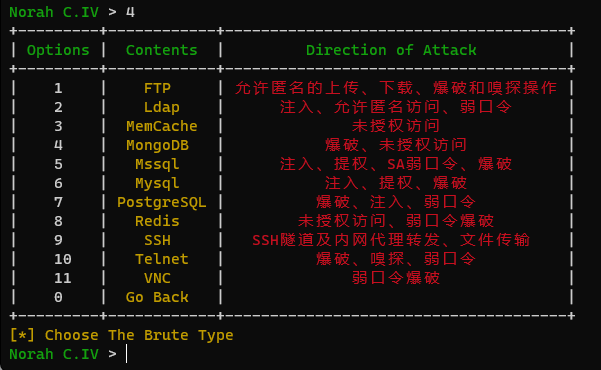 Norah C.IV > 4
+---------+------------+--------------------------------------+
| Options | Contents | Direction of Attack |
+---------+------------+--------------------------------------+
| 1 | FTP | 允许匿名的上传、下载、爆破和嗅探操作 |
| 2 | Ldap | 注入、允许匿名访问、弱口令 |
| 3 | MemCache | 未授权访问 |
| 4 | MongoDB | 爆破、未授权访问 |
| 5 | Mssql | 注入、提权、SA弱口令、爆破 |
| 6 | Mysql | 注入、提权、爆破 |
| 7 | PostgreSQL | 爆破、注入、弱口令 |
| 8 | Redis | 未授权访问、弱口令爆破 |
| 9 | SSH | SSH隧道及内网代理转发、文件传输 |
| 10 | Telnet | 爆破、嗅探、弱口令 |
| 11 | VNC | 弱口令爆破 |
| 0 | Go Back | |
+---------+------------+--------------------------------------+
[*] Choose The Brute Type
Norah C.IV >